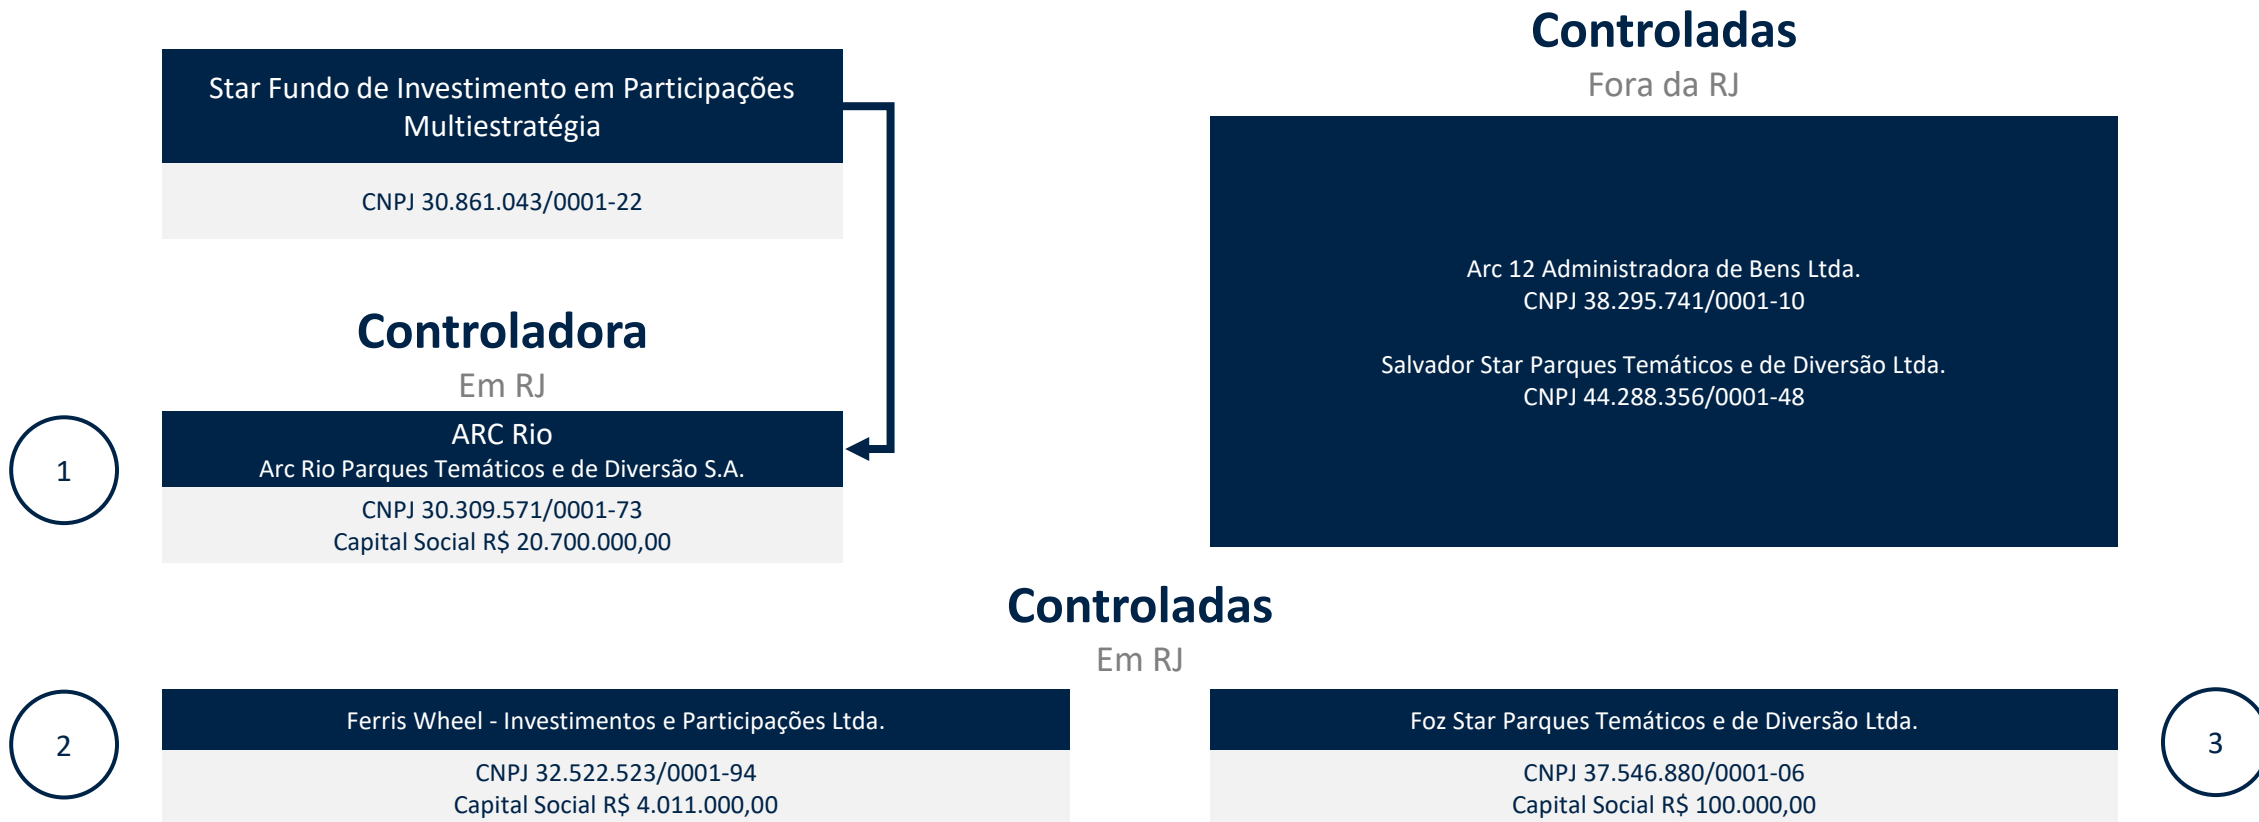 Star Fundo de Investimento em Participações
Multiestratégia
CNPJ 30.861.043/0001-22
Controladora
Em RJ
1
ARC Rio
Arc Rio Parques Temáticos e de Diversão S.A.
CNPJ 30.309.571/0001-73
Capital Social R$ 20.700.000,00
Controladas
Fora da RJ
Arc 12 Administradora de Bens Ltda.
CNPJ 38.295.741/0001-10
Salvador Star Parques Temáticos e de Diversão Ltda.
CNPJ 44.288.356/0001-48
Controladas
Em RJ
2
Ferris Wheel - Investimentos e Participações Ltda.
CNPJ 32.522.523/0001-94
Capital Social R$ 4.011.000,00
Foz Star Parques Temáticos e de Diversão Ltda.
CNPJ 37.546.880/0001-06
Capital Social R$ 100.000,00
3